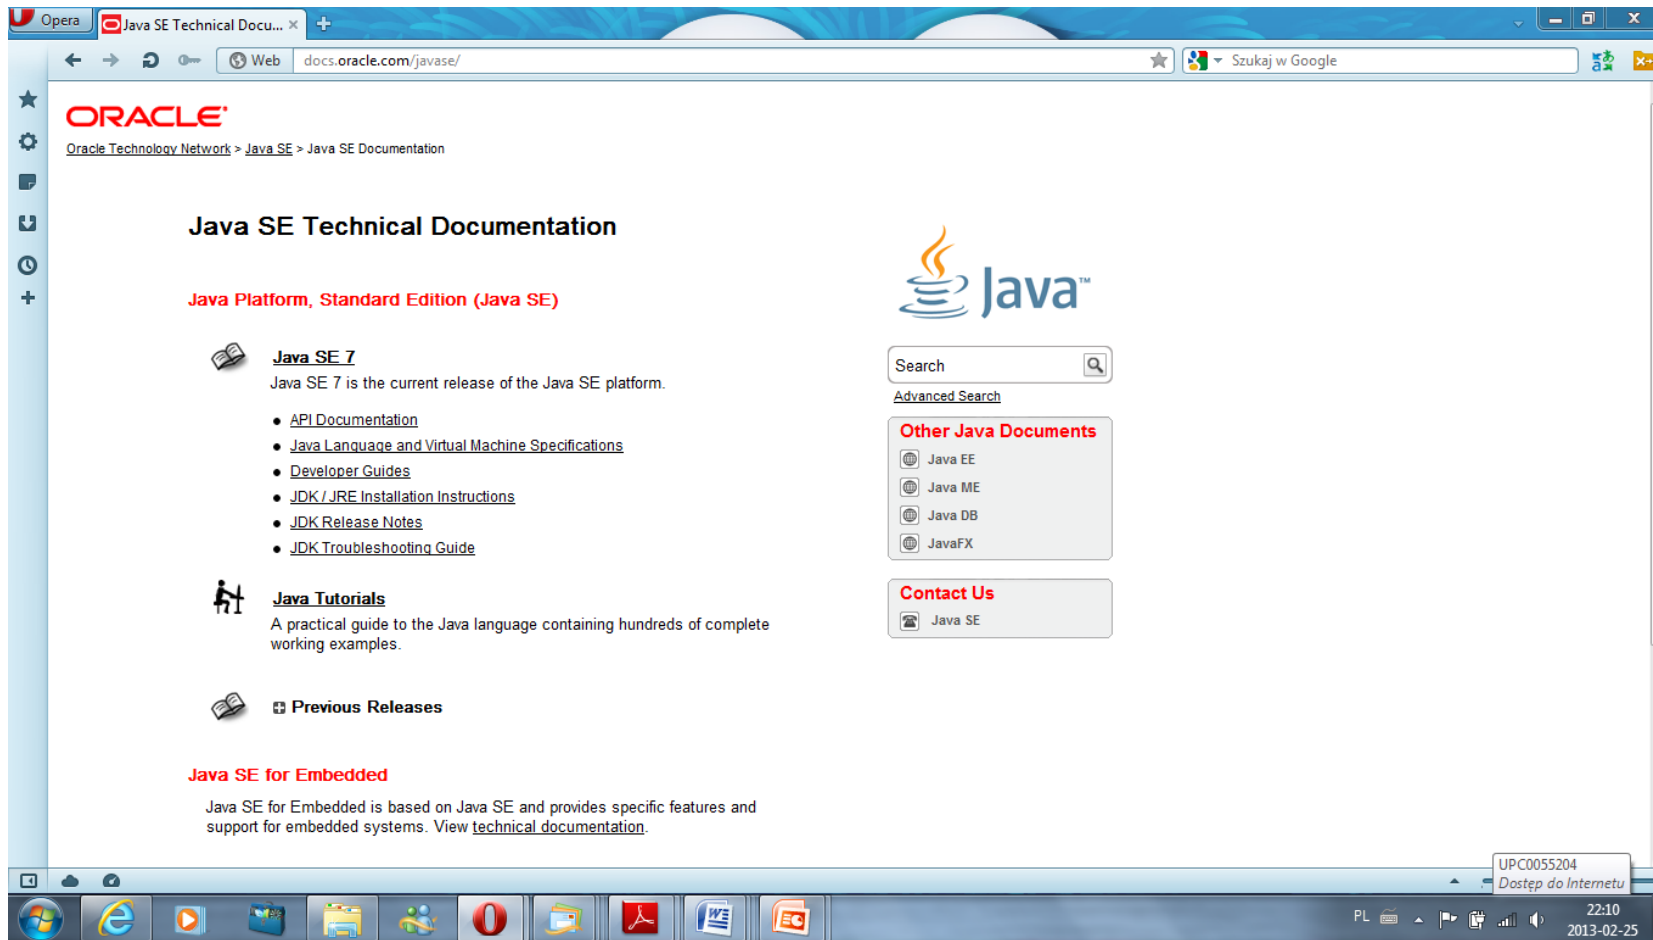 Opera
Java SE Technical Docu...
Web
docs.oracle.com/javase/
Szukaj w Google
ORACLE
Oracle Technology Network > Java SE > Java SE Documentation
Java SE Technical Documentation
Java Platform, Standard Edition (Java SE)
Java SE 7
Java SE 7 is the current release of the Java SE platform.
API Documentation
Java Language and Virtual Machine Specifications
Developer Guides
JDK / JRE Installation Instructions
JDK Release Notes
JDK Troubleshooting Guide
Java Tutorials
A practical guide to the Java language containing hundreds of complete
working examples.
Previous Releases
Java SE for Embedded
Java SE for Embedded is based on Java SE and provides specific features and
support for embedded systems. View technical documentation.
Java™
Search
Advanced Search
Other Java Documents
Java EE
Java ME
Java DB
JavaFX
Contact Us
Java SE
UPC0055204
Dostęp do Internetu
PL
22:10
2013-02-25